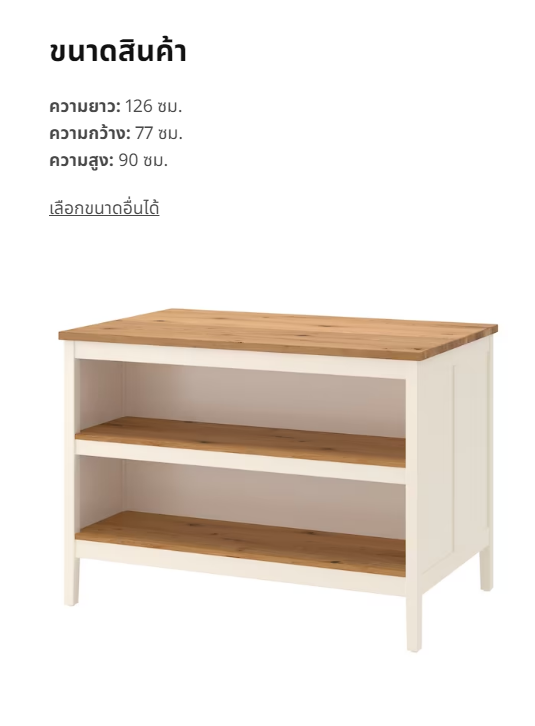 ขนาดสินค้า
ความยาว: 126 ซม.
ความกว้าง: 77 ซม.
ความสูง: 90 ซม.
เลือกขนาดอื่นได้